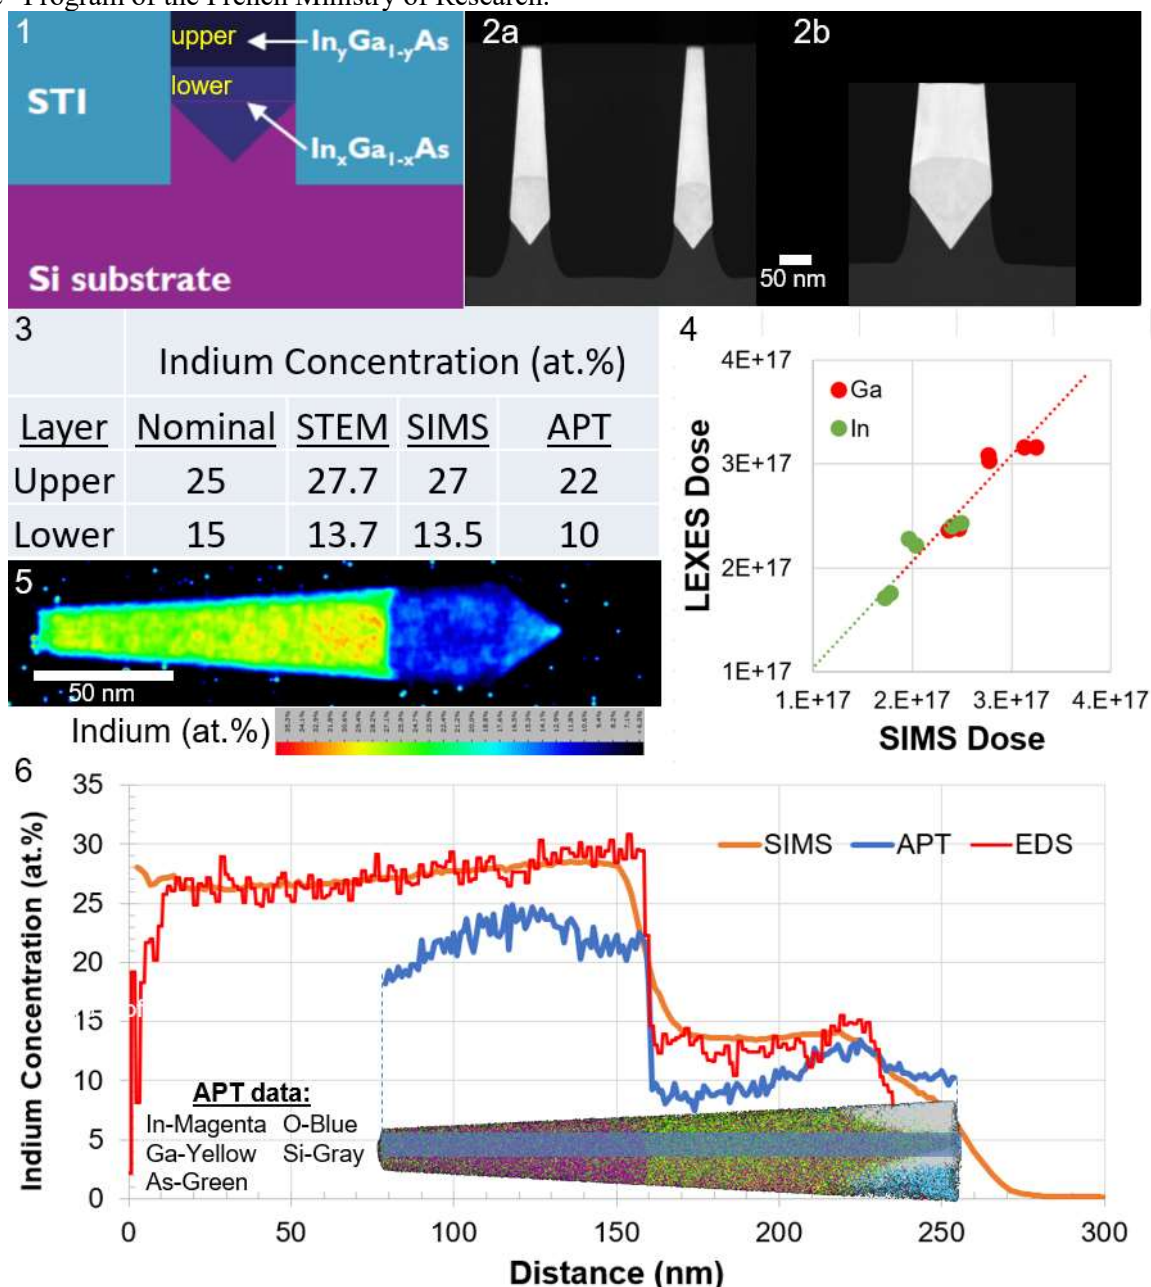 Program of the French Ministry of Research.
1
upper
InyGa1-yAs
lower
STI
InxGa1-xAs
Si substrate
2a
2b
50 nm
3
Indium Concentration (at.%)
Layer Nominal STEM SIMS APT
Upper 25 27.7 27 22
Lower 15 13.7 13.5 10
4
4E+17
3E+17
2E+17
1E+17
LEXES Dose
Ga
In
1.E+17 2.E+17 3.E+17 4.E+17
SIMS Dose
5
50 nm
Indium (at.%)
6
Indium Concentration (at.%)
35
30
25
20
15
10
5
0
SIMS APT EDS
of
APT data:
In-Magenta O-Blue
Ga-Yellow Si-Gray
As-Green
0 50 100 150 200 250 300
Distance (nm)